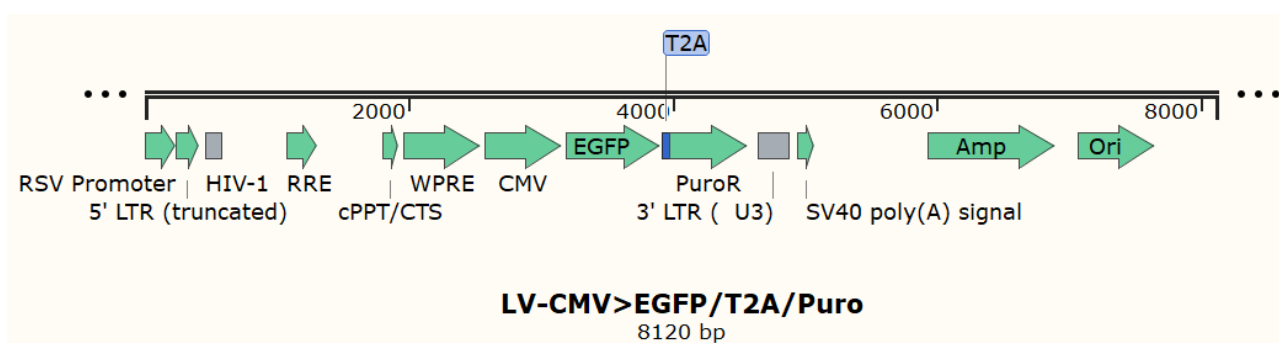 T2A
2000 4000 6000 8000
EGFP Amp Ori
RSV Promoter HIV-1 RRE WPRE CMV PuroR
5' LTR (truncated) cPPT/CTS 3' LTR ( U3) SV40 poly(A) signal
LV-CMV>EGFP/T2A/Puro
8120 bp